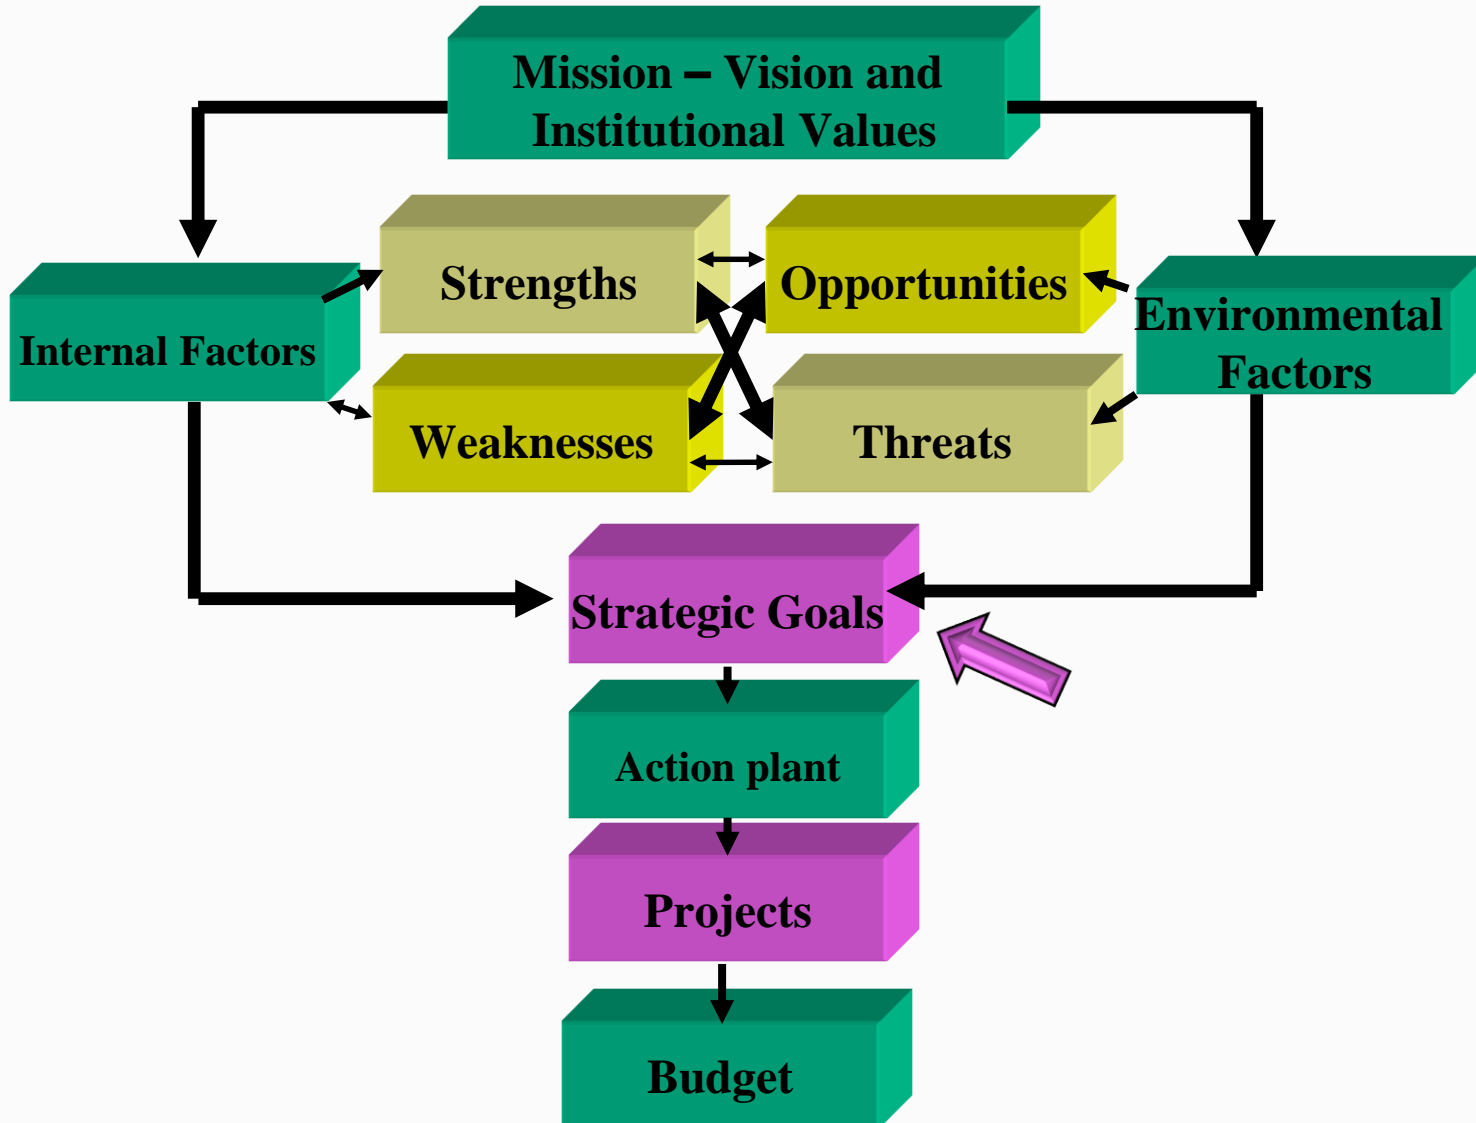 Mission – Vision and
Institutional Values
Strengths
Opportunities
Internal Factors
Environmental
Factors
Weaknesses
Threats
Strategic Goals
Action plant
Projects
Budget